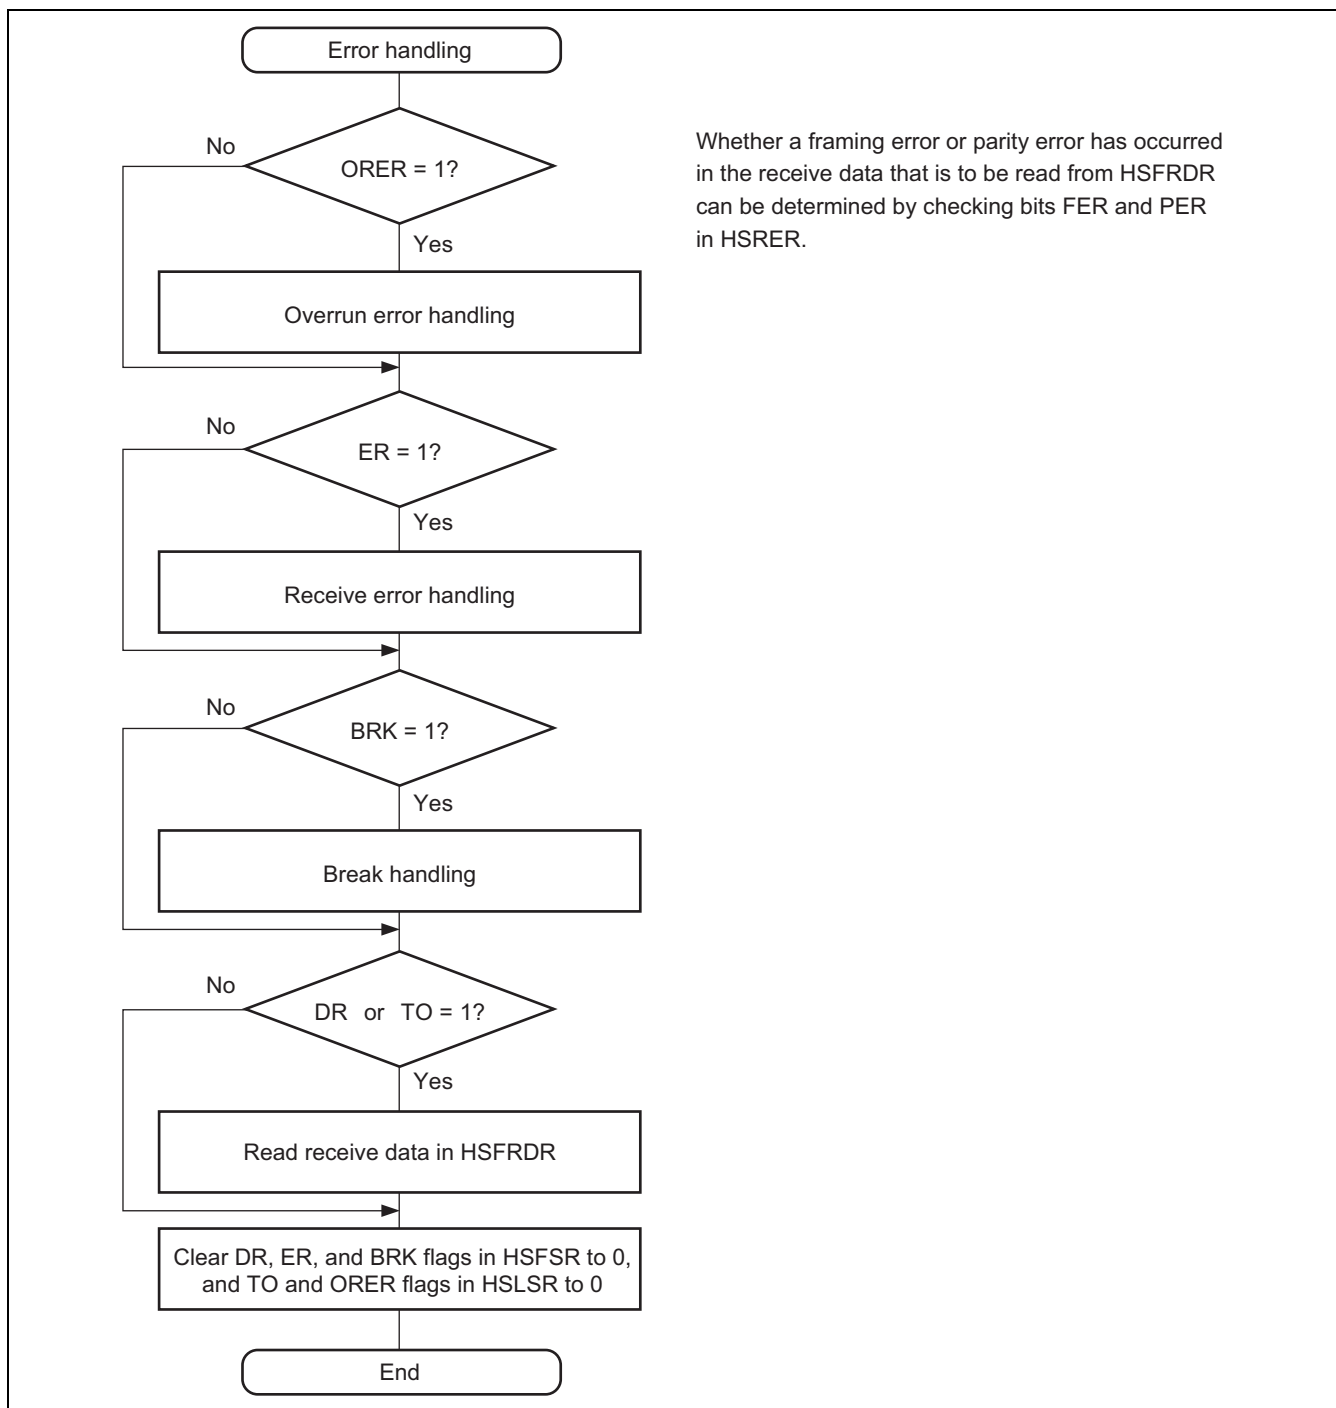 Error handling
No
ORER = 1?
Yes
Overrun error handling
Whether a framing error or parity error has occurred
in the receive data that is to be read from HSFRDR
can be determined by checking bits FER and PER
in HSRER.
No
ER = 1?
Yes
Receive error handling
No
BRK = 1?
Yes
Break handling
No
DR or TO = 1?
Yes
Read receive data in HSFRDR
Clear DR, ER, and BRK flags in HSFSR to 0,
and TO and ORER flags in HSLSR to 0
End